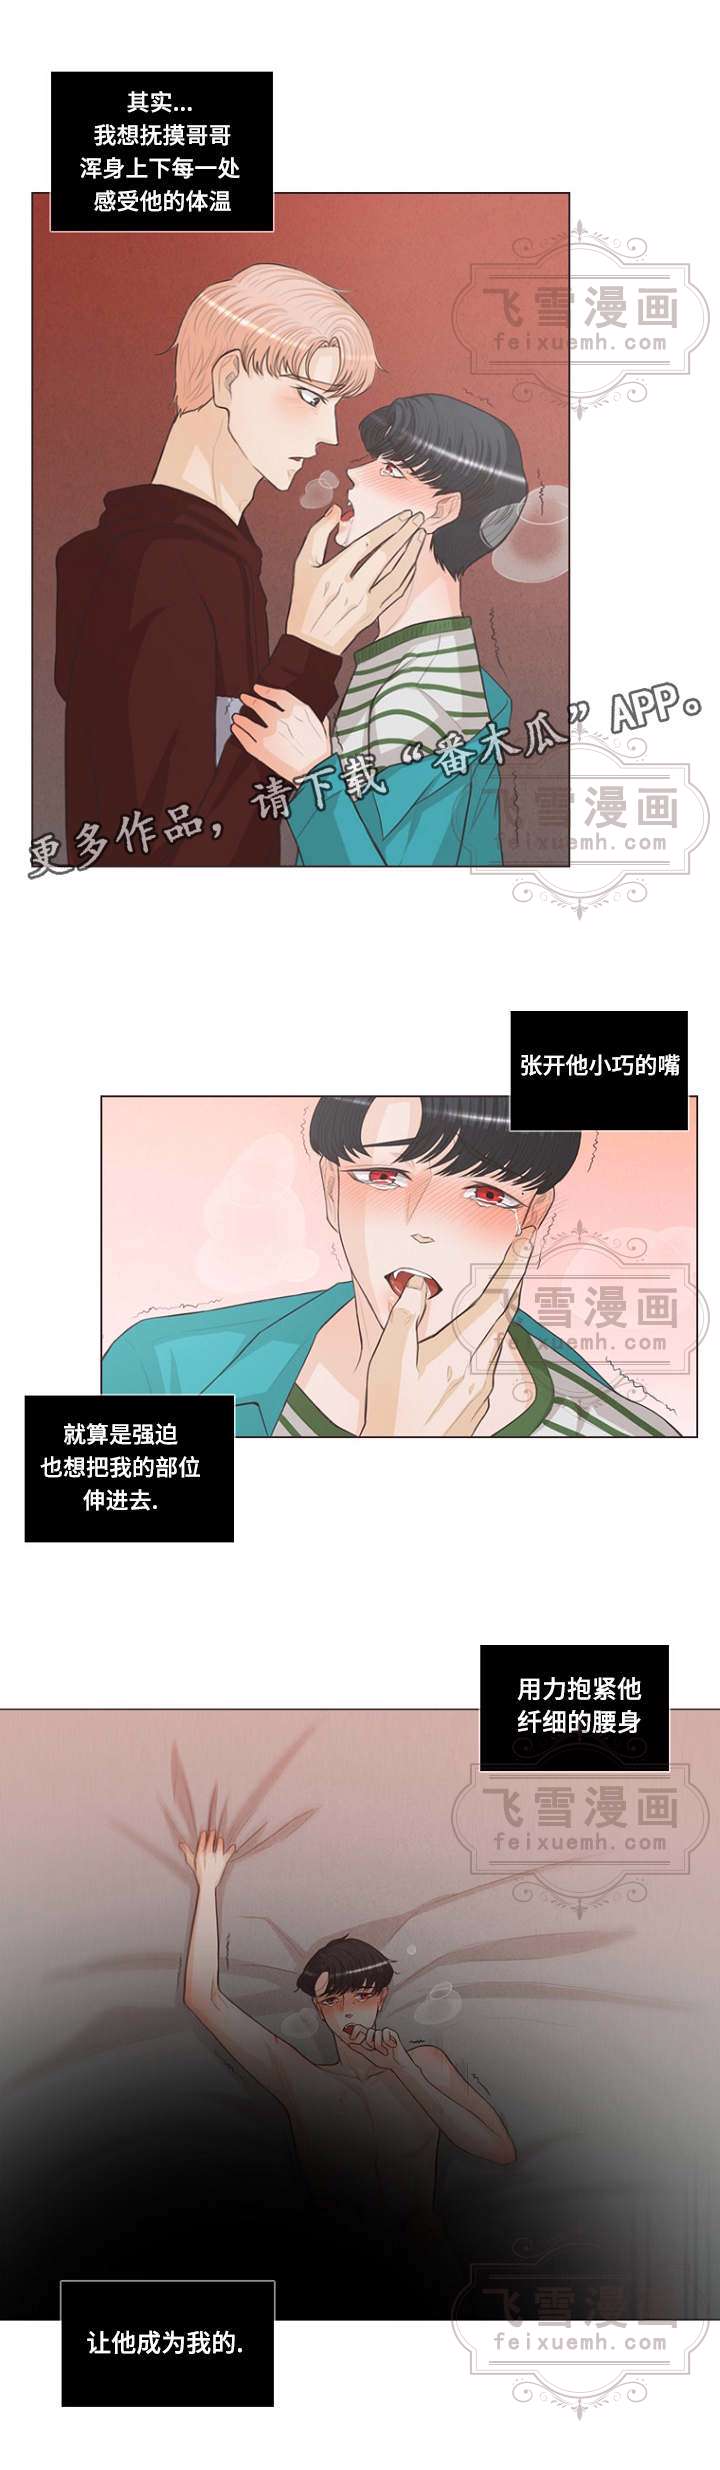 其实...
我想抚摸哥哥
浑身上下每一处
感受他的体温
飞雪漫画
feixuemh.com
更多作品，请下载“番木瓜”APP。
飞雪漫画
feixuemh.com
张开他小巧的嘴
飞雪漫画
feixuemh.com
就算是强迫
也想把我的部位
伸进去.
用力抱紧他
纤细的腰身
飞雪漫画
feixuemh.com
飞雪漫画
feixuemh.com
让他成为我的.